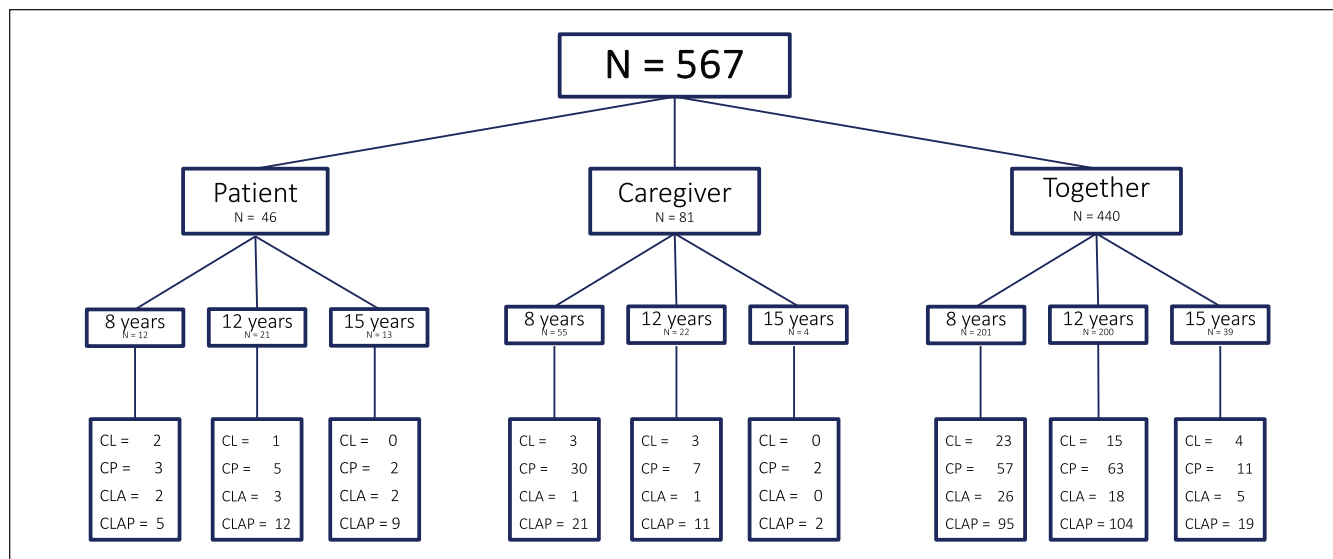 N = 567
Patient
N = 46
Caregiver
N = 81
Together
N = 440
8 years
N = 12
12 years
N = 21
15 years
N = 13
8 years
N = 55
12 years
N = 22
15 years
N = 4
8 years
N = 201
12 years
N = 200
15 years
N = 39
CL = 2
CP = 3
CLA = 2
CLAP = 5
CL = 1
CP = 5
CLA = 3
CLAP = 12
CL = 0
CP = 2
CLA = 2
CLAP = 9
CL = 3
CP = 30
CLA = 1
CLAP = 21
CL = 3
CP = 7
CLA = 1
CLAP = 11
CL = 0
CP = 2
CLA = 0
CLAP = 2
CL = 23
CP = 57
CLA = 26
CLAP = 95
CL = 15
CP = 63
CLA = 18
CLAP = 104
CL = 4
CP = 11
CLA = 5
CLAP = 19